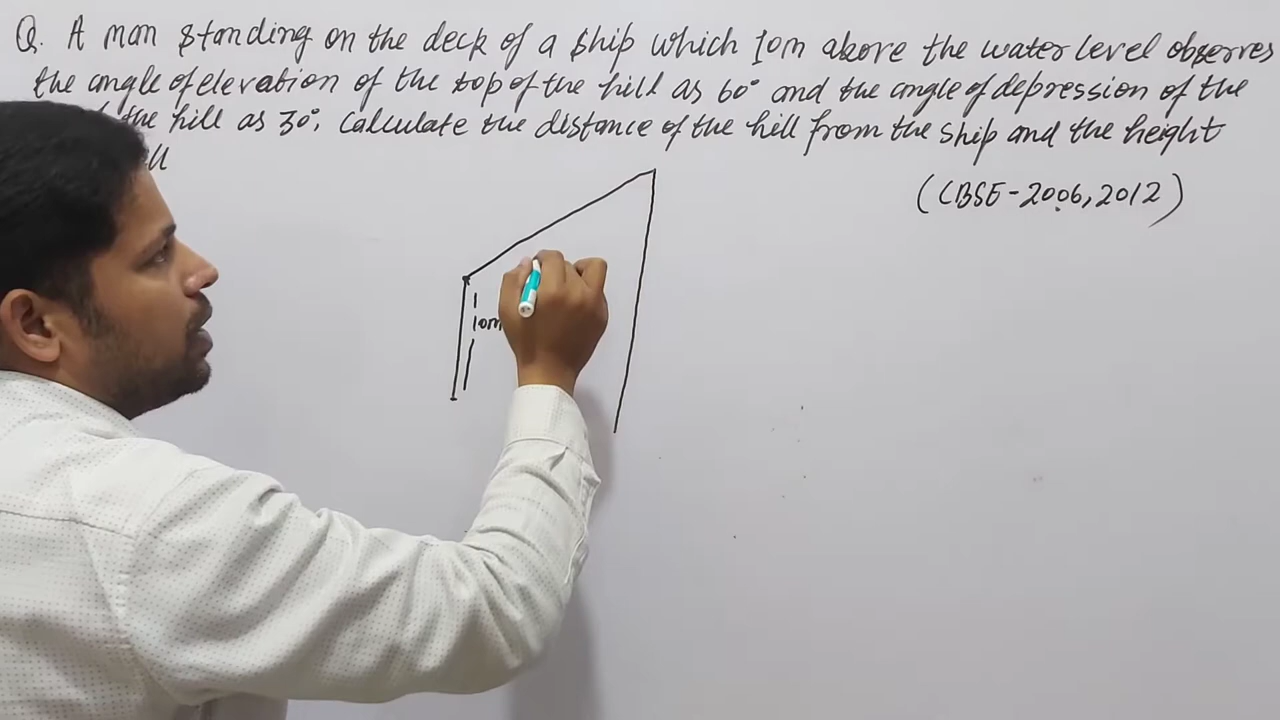 Q. A man standing on the deck of a ship which 10m above the water level observes
the angle of elevation of the top of the hill as 60° and the angle of depression of the
the hill as 30°. Calculate the distance of the hill from the ship and the height
(CBSE-2006,2012)
10m